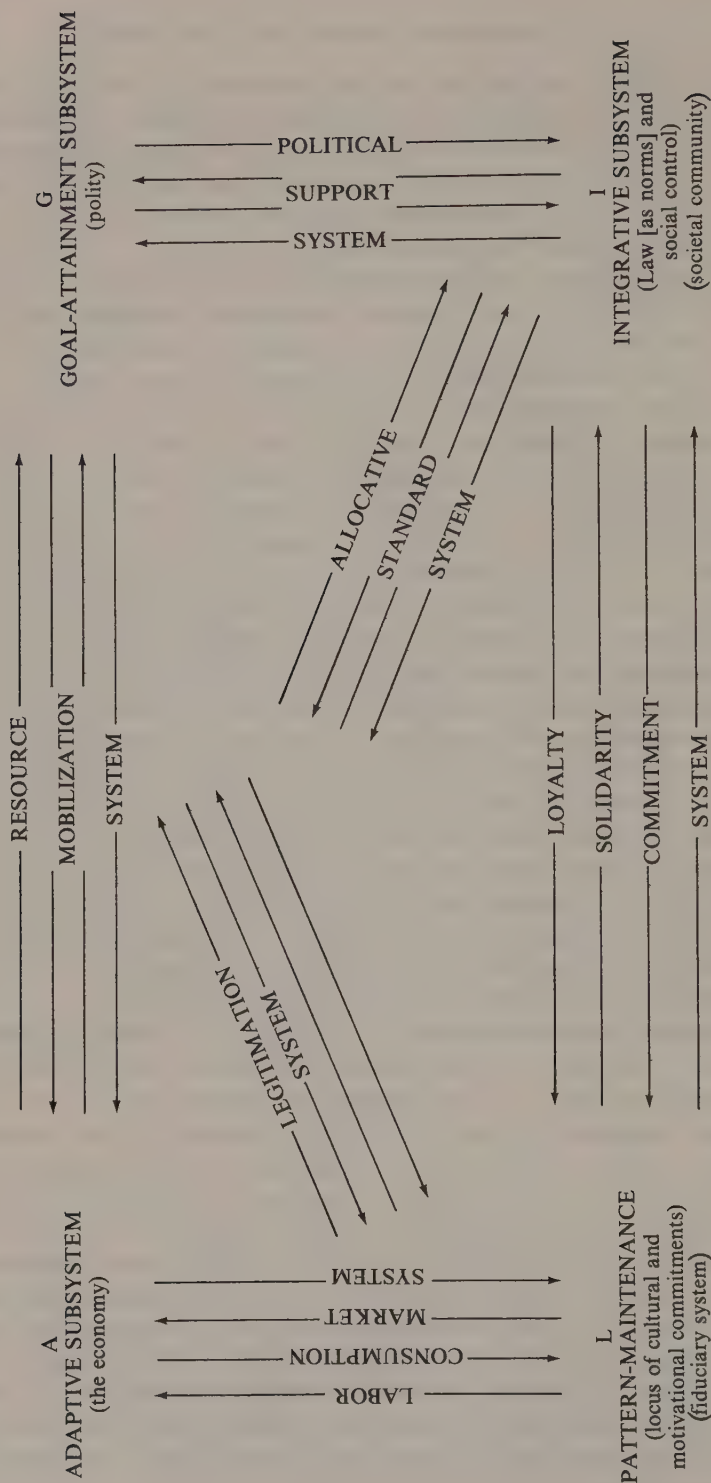 A
ADAPTIVE SUBSYSTEM
(the economy)
RESOURCE
MOBILIZATION
SYSTEM
G
GOAL-ATTAINMENT SUBSYSTEM
(polity)
LABOR
CONSUMPTION
MARKET
SYSTEM
LEGITIMATION
SYSTEM
ALLOCATIVE
STANDARD
SYSTEM
POLITICAL
SUPPORT
SYSTEM
L
PATTERN-MAINTENANCE
(locus of cultural and
motivational commitments)
(fiduciary system)
LOYALTY
SOLIDARITY
COMMITMENT
SYSTEM
I
INTEGRATIVE SUBSYSTEM
(Law [as norms] and
social control)
(societal community)